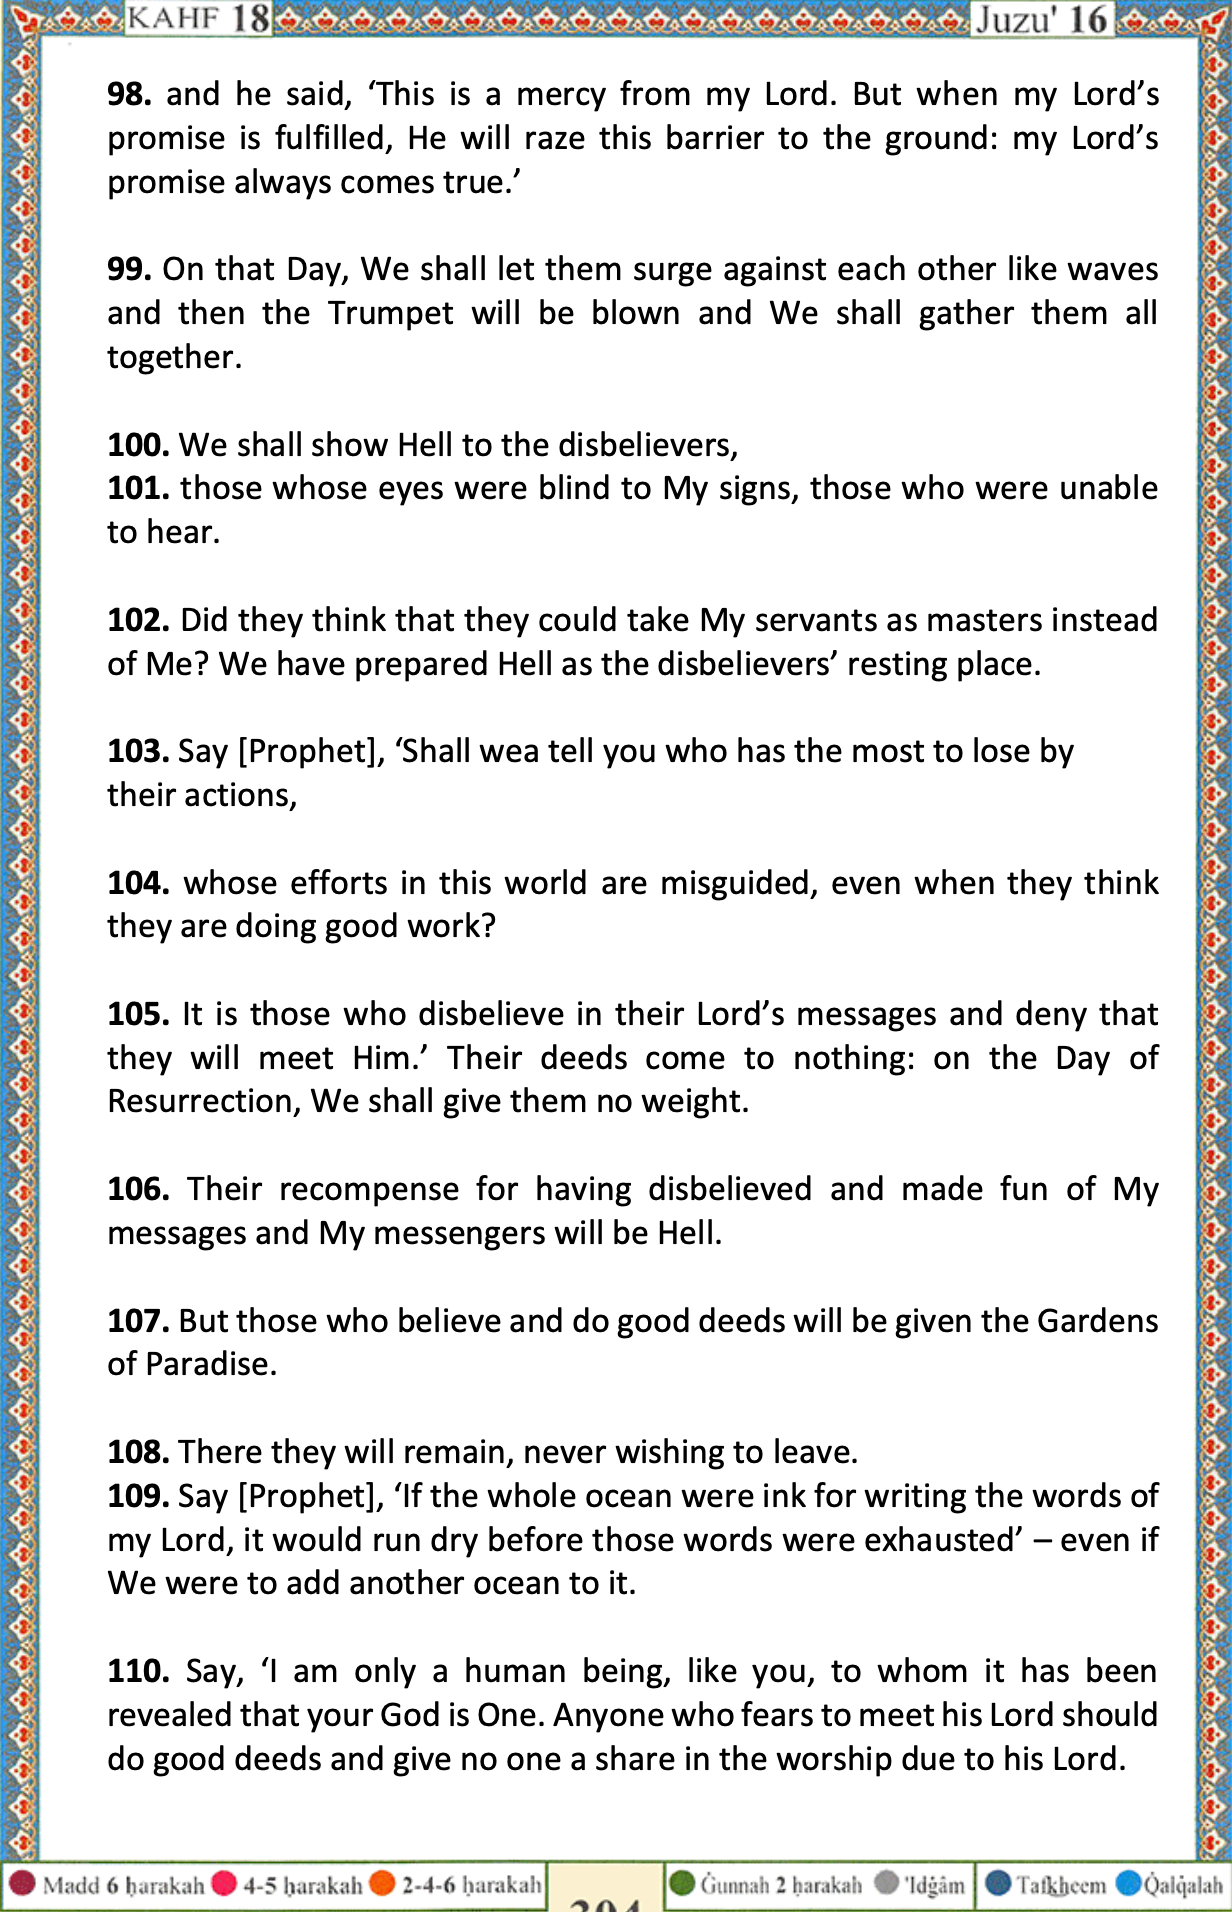 KAHF 18 Juzu' 16
98. and he said, ‘This is a mercy from my Lord. But when my Lord’s
promise is fulfilled, He will raze this barrier to the ground: my Lord’s
promise always comes true.’
99. On that Day, We shall let them surge against each other like waves
and then the Trumpet will be blown and We shall gather them all
together.
100. We shall show Hell to the disbelievers,
101. those whose eyes were blind to My signs, those who were unable
to hear.
102. Did they think that they could take My servants as masters instead
of Me? We have prepared Hell as the disbelievers’ resting place.
103. Say [Prophet], ‘Shall wea tell you who has the most to lose by
their actions,
104. whose efforts in this world are misguided, even when they think
they are doing good work?
105. It is those who disbelieve in their Lord’s messages and deny that
they will meet Him.’ Their deeds come to nothing: on the Day of
Resurrection, We shall give them no weight.
106. Their recompense for having disbelieved and made fun of My
messages and My messengers will be Hell.
107. But those who believe and do good deeds will be given the Gardens
of Paradise.
108. There they will remain, never wishing to leave.
109. Say [Prophet], ‘If the whole ocean were ink for writing the words of
my Lord, it would run dry before those words were exhausted’ – even if
We were to add another ocean to it.
110. Say, ‘I am only a human being, like you, to whom it has been
revealed that your God is One. Anyone who fears to meet his Lord should
do good deeds and give no one a share in the worship due to his Lord.
Madd 6 ḥarakah 4-5 ḥarakah 2-4-6 ḥarakah Ġunnah 2 ḥarakah 'Idġâm Tafkheem Q̇alq̇alah